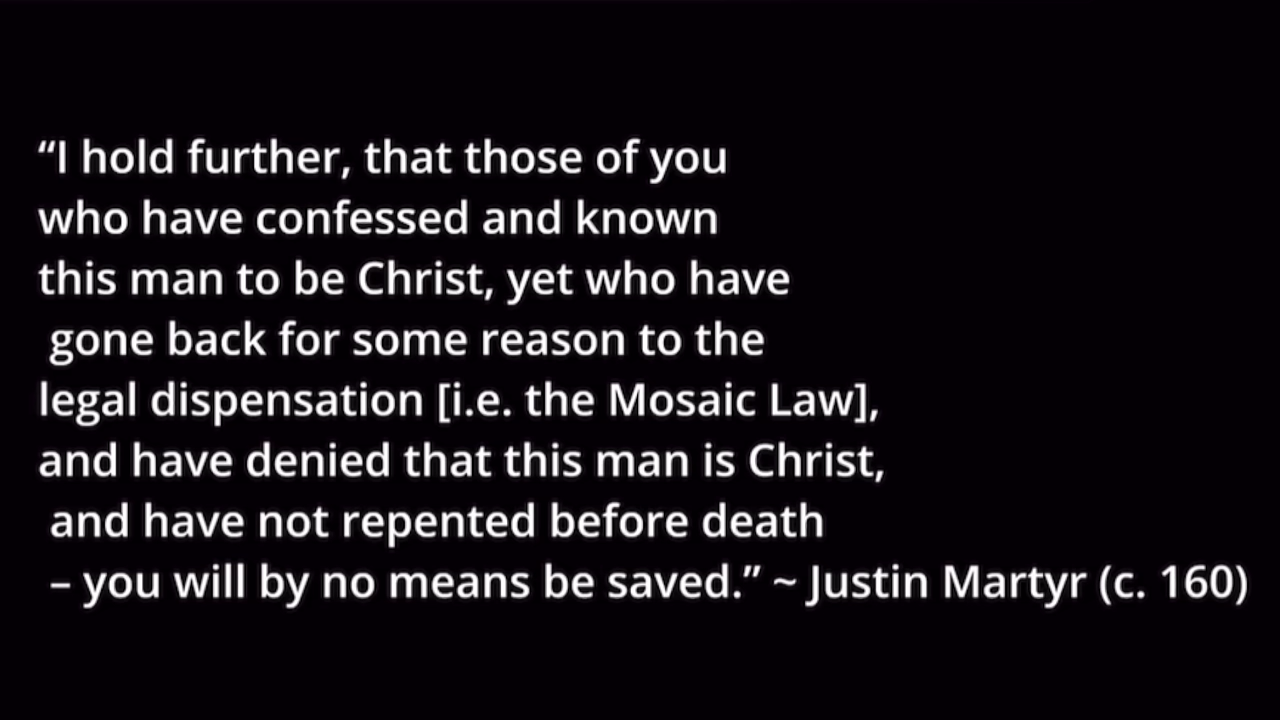 “I hold further, that those of you
who have confessed and known
this man to be Christ, yet who have
gone back for some reason to the
legal dispensation [i.e. the Mosaic Law],
and have denied that this man is Christ,
and have not repented before death
– you will by no means be saved.” ~ Justin Martyr (c. 160)